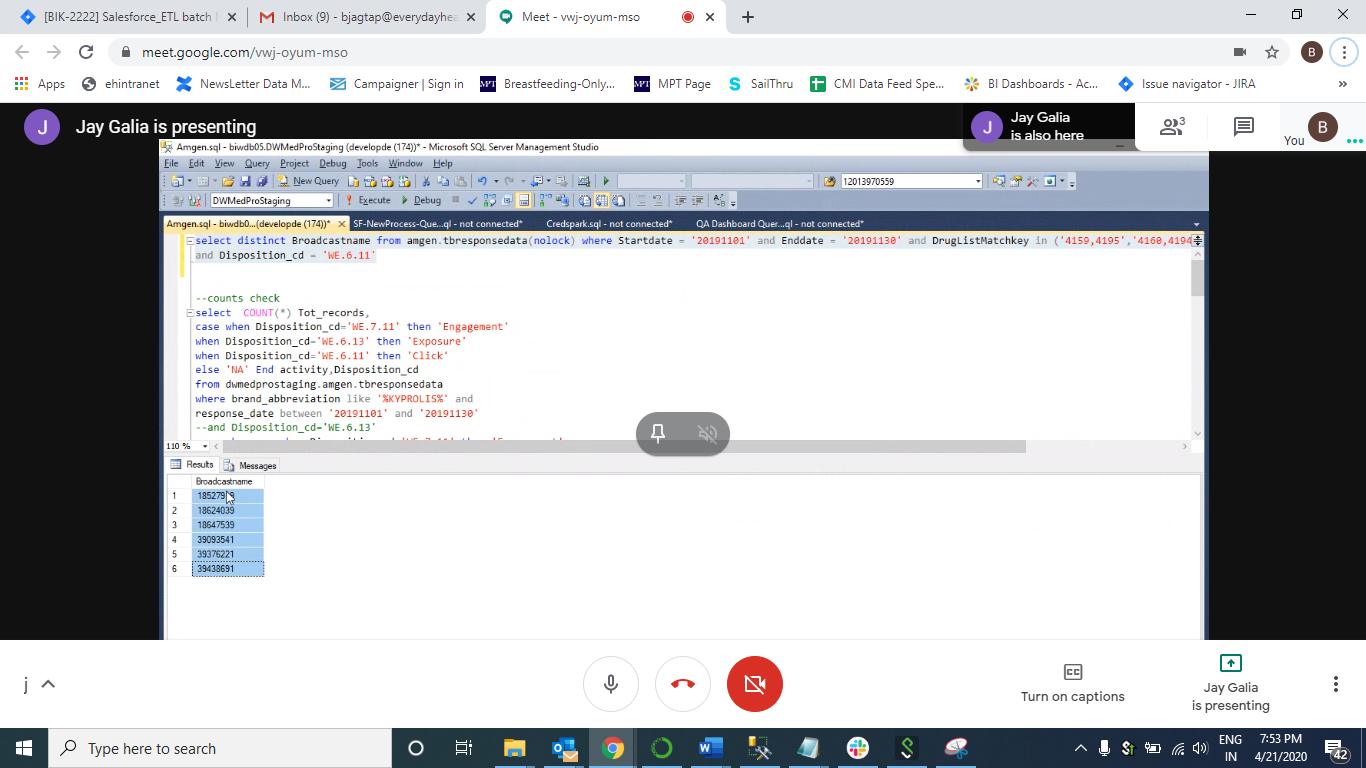 [BIK-2222] Salesforce_ETL batch
Inbox (9) - bjagtap@everydayhea
Meet - vwj-oyum-mso
meet.google.com/vwj-oyum-mso
B
Apps
ehintranet
NewsLetter Data M...
Campaigner | Sign in
MPT
Breastfeeding-Only...
MPT
MPT Page
SailThru
CMI Data Feed Spe...
BI Dashboards - Ac...
Issue navigator - JIRA
»
J
Jay Galia is presenting
J
Jay Galia
is also here
3
You
B
Amgen.sql - biwdb05.DWMedProStaging (developde (174))* - Microsoft SQL Server Management Studio
File Edit View Query Project Debug Tools Window Help
New Query
12013970559
DWMedProStaging
Execute
Debug
Amgen.sql - biwdb0...(developde (174))*
SF-NewProcess-Que...ql - not connected*
Credspark.sql - not connected*
QA Dashboard Quer...ql - not connected*
select distinct Broadcastname from amgen.tbresponsedata(nolock) where Startdate = '20191101' and Enddate = '20191130' and DrugListMatchkey in ('4159,4195','4160,4194
and Disposition_cd = 'WE.6.11'
--counts check
select COUNT(*) Tot_records,
case when Disposition_cd='WE.7.11' then 'Engagement'
when Disposition_cd='WE.6.13' then 'Exposure'
when Disposition_cd='WE.6.11' then 'Click'
else 'NA' End activity,Disposition_cd
from dwmedprostaging.amgen.tbresponsedata
where brand_abbreviation like '%KYPROLIS%' and
response_date between '20191101' and '20191130'
--and Disposition_cd='WE.6.13'
110 %
Results
Messages
Broadcastname
1
2 18624039
3 18647539
4 39093541
5 39376221
6 39438691
j
CC
Turn on captions
Jay Galia
is presenting
Type here to search
ENG
IN
7:53 PM
4/21/2020
42